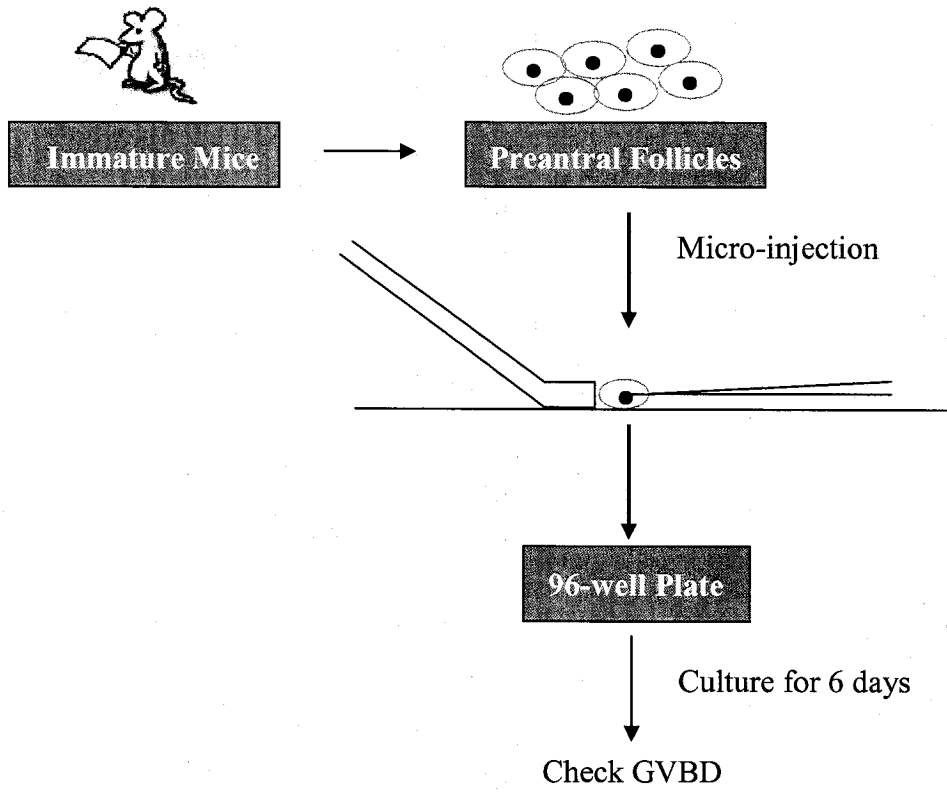 Immature Mice
Preantral Follicles
Micro-injection
96-well Plate
Culture for 6 days
Check GVBD